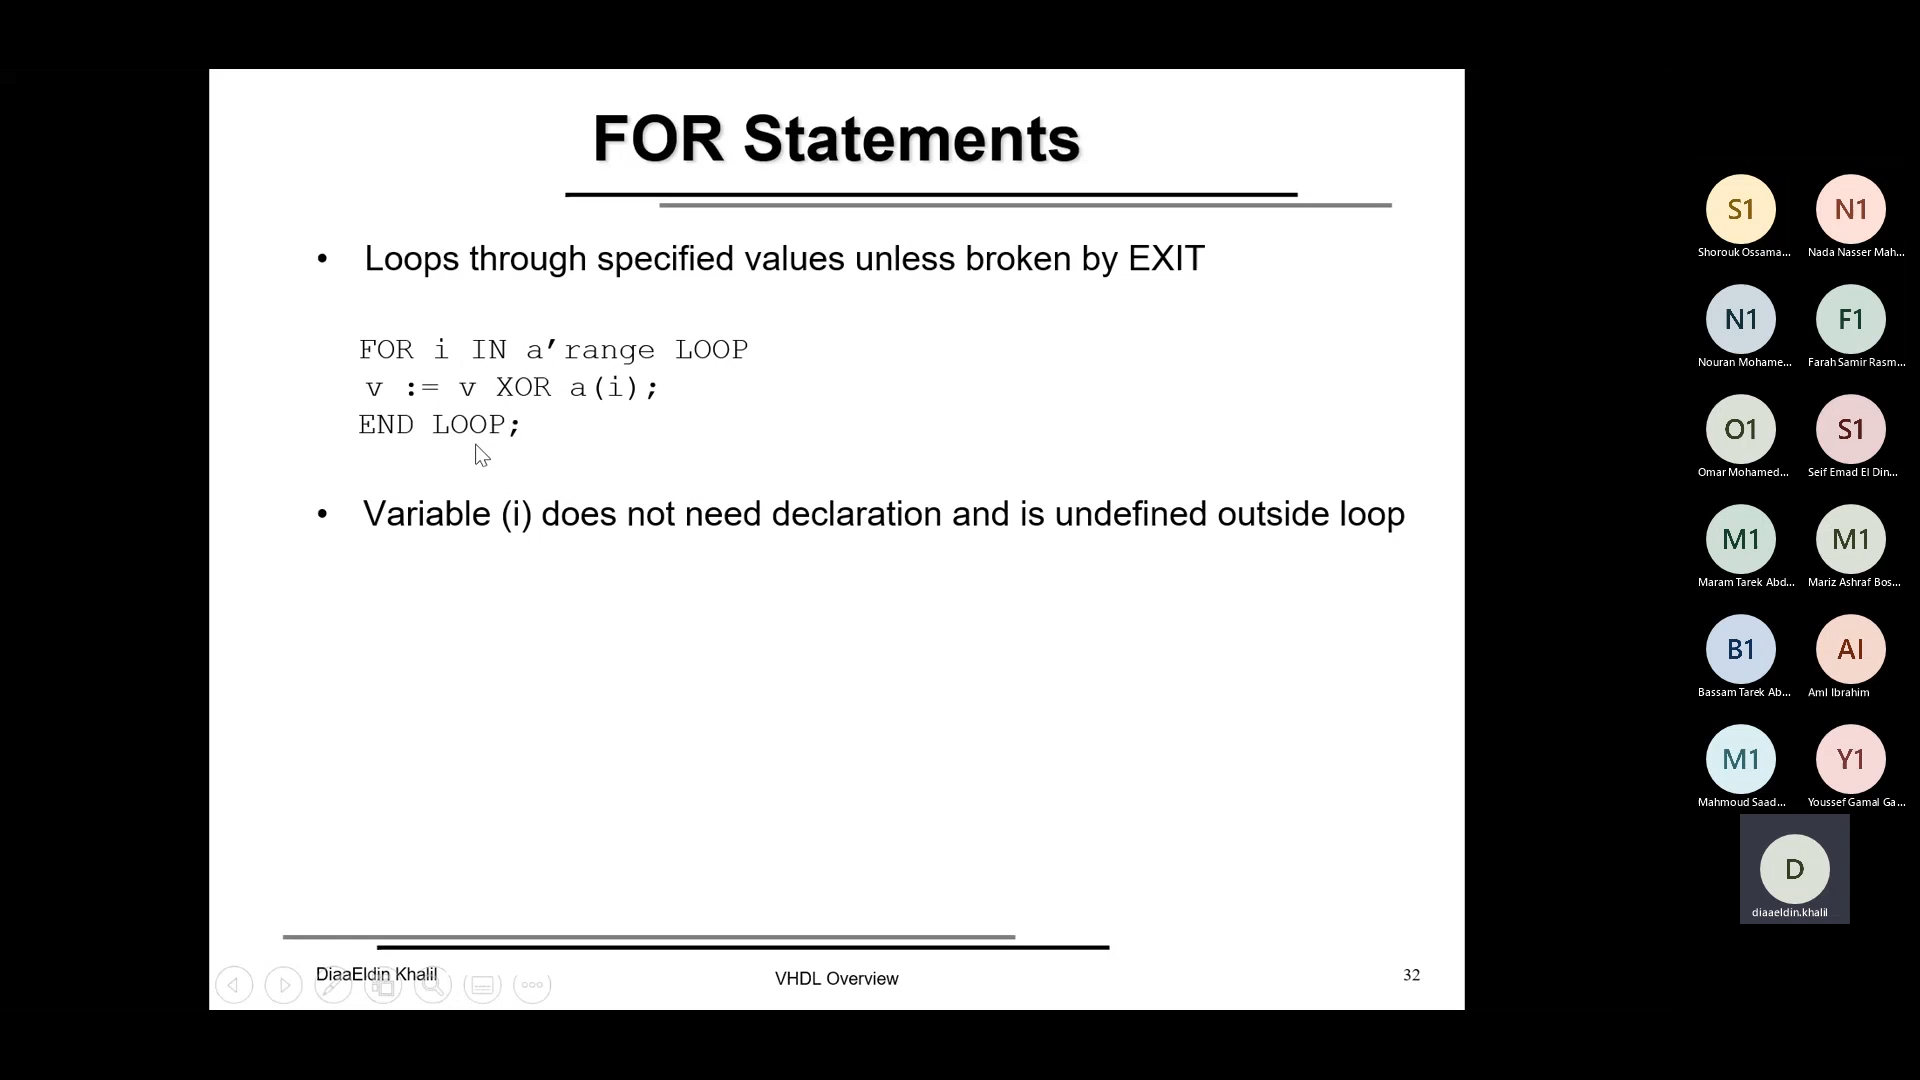 FOR Statements
• Loops through specified values unless broken by EXIT
FOR i IN a’range LOOP
v := v XOR a(i);
END LOOP;
• Variable (i) does not need declaration and is undefined outside loop
DiaaEldin Khalil
VHDL Overview
32
S1
Shorouk Ossama...
N1
Nada Nasser Mah...
N1
Nouran Mohame...
F1
Farah Samir Rasm...
O1
Omar Mohamed...
S1
Seif Emad El Din...
M1
Maram Tarek Abd...
M1
Mariz Ashraf Bos...
B1
Bassam Tarek Ab...
AI
Aml Ibrahim
M1
Mahmoud Saad...
Y1
Youssef Gamal Ga...
D
diaaeldin.khalil